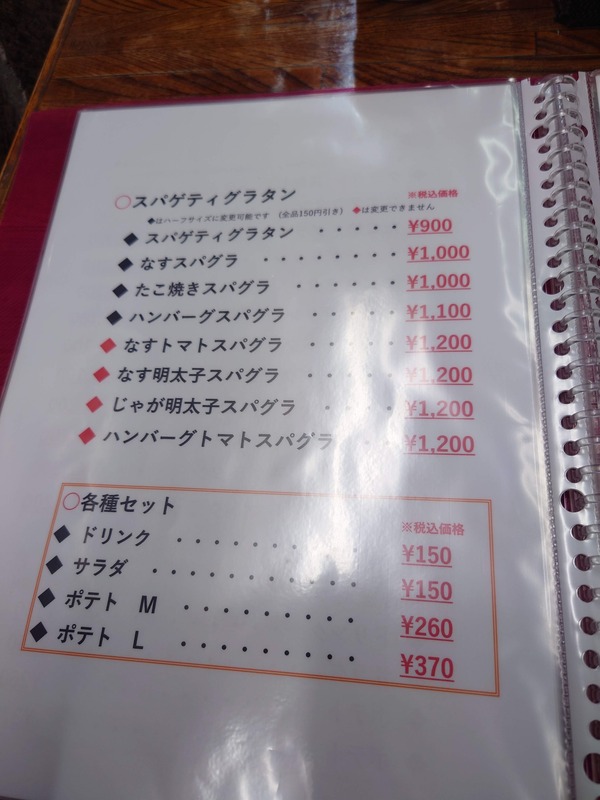 ○スパゲティグラタン ※税込価格
◆はハーフサイズに変更可能です (全品150円引き) ◆は変更できません
◆ スパゲティグラタン ・・・・・ ¥900
◆ なすスパグラ ・・・・・・・・ ¥1,000
◆ たこ焼きスパグラ ・・・・・・ ¥1,000
◆ ハンバーグスパグラ ・・・・・ ¥1,100
◆ なすトマトスパグラ ・・・・・ ¥1,200
◆ なす明太子スパグラ ・・・・・ ¥1,200
◆ じゃが明太子スパグラ ・・・・ ¥1,200
◆ ハンバーグトマトスパグラ ・・ ¥1,200
○各種セット ※税込価格
◆ ドリンク ・・・・・・・・・・ ¥150
◆ サラダ ・・・・・・・・・・・ ¥150
◆ ポテト M ・・・・・・・・・ ¥260
◆ ポテト L ・・・・・・・・・ ¥370